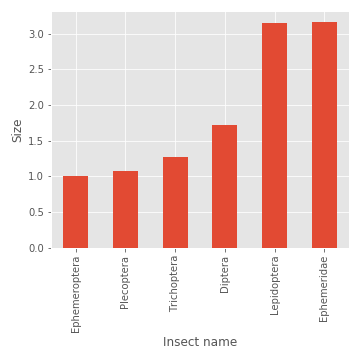 3.0
2.5
2.0
1.5
1.0
0.5
0.0
Size
Ephemeroptera
Plecoptera
Trichoptera
Diptera
Lepidoptera
Ephemeridae
Insect name